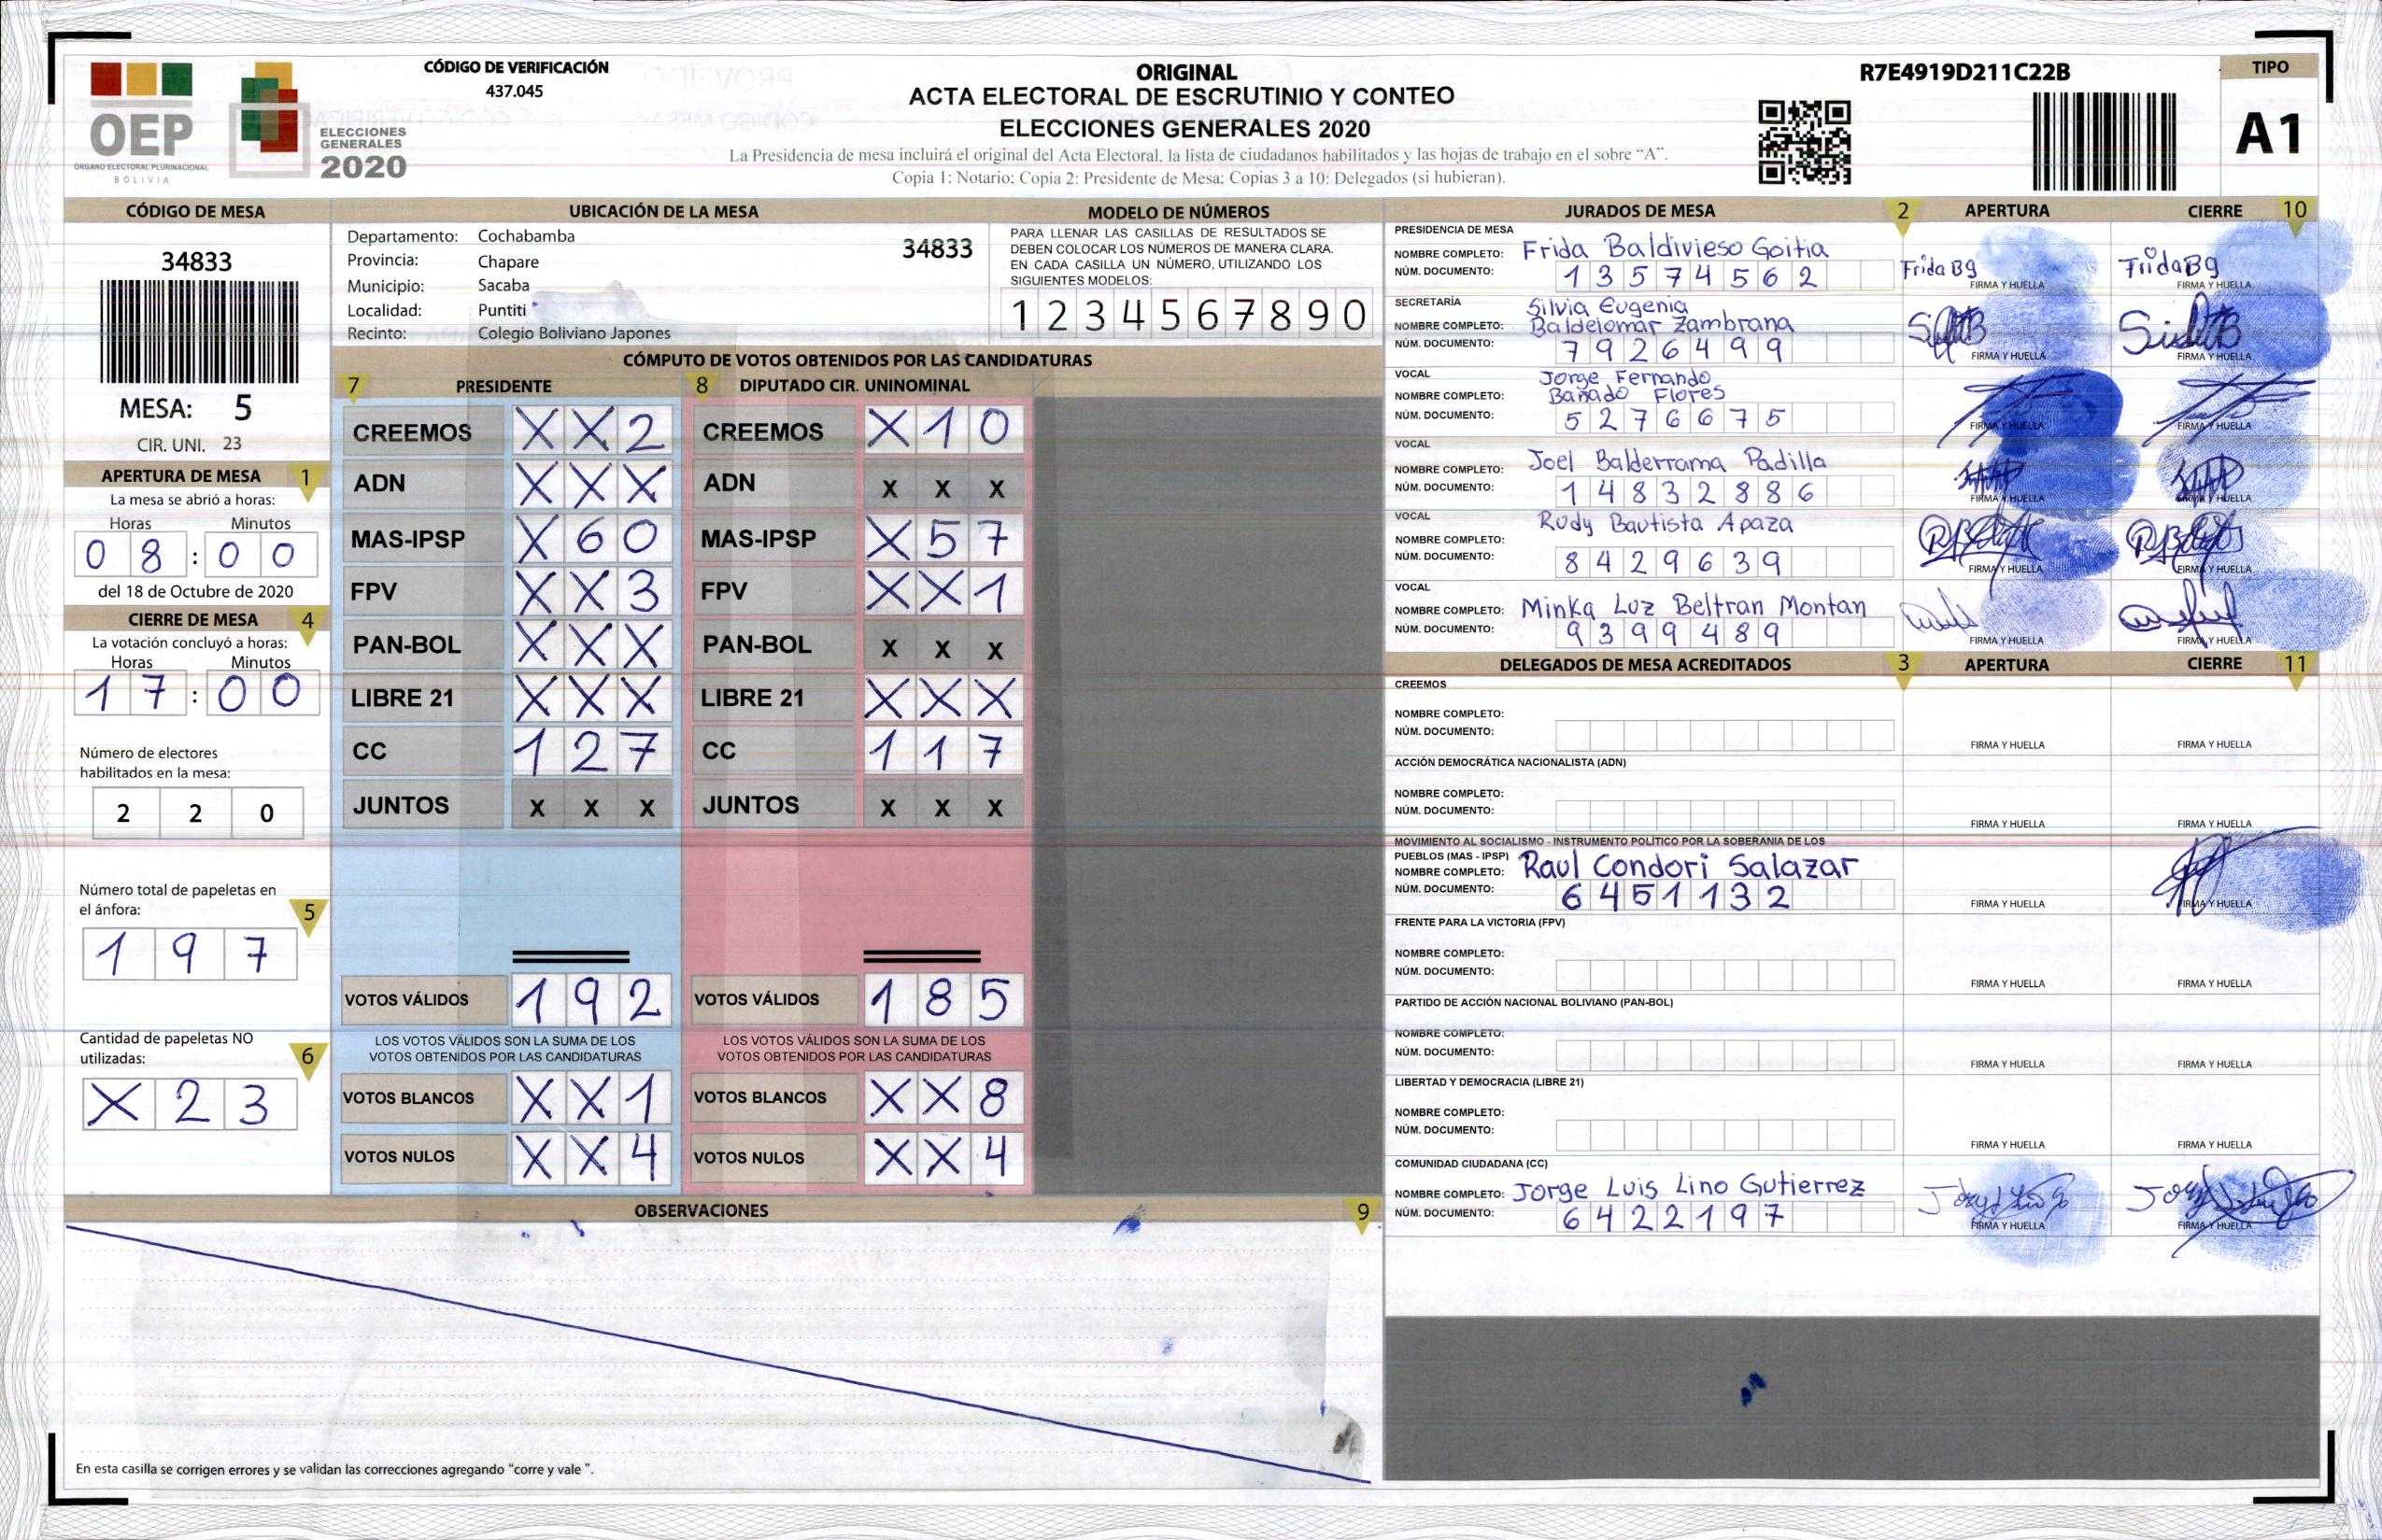 OEP
ÓRGANO ELECTORAL PLURINACIONAL
BOLIVIA
ELECCIONES
GENERALES
2020
CÓDIGO DE VERIFICACIÓN
437.045
ORIGINAL
ACTA ELECTORAL DE ESCRUTINIO Y CONTEO
ELECCIONES GENERALES 2020
La Presidencia de mesa incluirá el original del Acta Electoral, la lista de ciudadanos habilitados y las hojas de trabajo en el sobre "A".
Copia 1: Notario; Copia 2: Presidente de Mesa; Copias 3 a 10: Delegados (si hubieran).
R7E4919D211C22B
TIPO
A1
CÓDIGO DE MESA
34833
MESA: 5
CIR. UNI. 23
APERTURA DE MESA 1
La mesa se abrió a horas:
Horas Minutos
0 8 : 0 0
del 18 de Octubre de 2020
CIERRE DE MESA 4
La votación concluyó a horas:
Horas Minutos
1 7 : 0 0
Número de electores
habilitados en la mesa:
2 2 0
Número total de papeletas en
el ánfora: 5
1 9 7
Cantidad de papeletas NO
utilizadas: 6
X 2 3
UBICACIÓN DE LA MESA
Departamento: Cochabamba 34833
Provincia: Chapare
Municipio: Sacaba
Localidad: Puntiti
Recinto: Colegio Boliviano Japones
MODELO DE NÚMEROS
PARA LLENAR LAS CASILLAS DE RESULTADOS SE
DEBEN COLOCAR LOS NÚMEROS DE MANERA CLARA.
EN CADA CASILLA UN NÚMERO, UTILIZANDO LOS
SIGUIENTES MODELOS:
1 2 3 4 5 6 7 8 9 0
CÓMPUTO DE VOTOS OBTENIDOS POR LAS CANDIDATURAS
7 PRESIDENTE 8 DIPUTADO CIR. UNINOMINAL
CREEMOS X X 2 CREEMOS X 1 0
ADN X X X ADN X X X
MAS-IPSP X 6 0 MAS-IPSP X 5 7
FPV X X 3 FPV X X 1
PAN-BOL X X X PAN-BOL X X X
LIBRE 21 X X X LIBRE 21 X X X
CC 1 2 7 CC 1 1 7
JUNTOS X X X JUNTOS X X X
VOTOS VÁLIDOS 1 9 2 VOTOS VÁLIDOS 1 8 5
LOS VOTOS VÁLIDOS SON LA SUMA DE LOS LOS VOTOS VÁLIDOS SON LA SUMA DE LOS
VOTOS OBTENIDOS POR LAS CANDIDATURAS VOTOS OBTENIDOS POR LAS CANDIDATURAS
VOTOS BLANCOS X X 1 VOTOS BLANCOS X X 8
VOTOS NULOS X X 4 VOTOS NULOS X X 4
OBSERVACIONES 9
En esta casilla se corrigen errores y se validan las correcciones agregando "corre y vale ".
JURADOS DE MESA 2 APERTURA CIERRE 10
PRESIDENCIA DE MESA
NOMBRE COMPLETO: Frida Baldivieso Goitia
NÚM. DOCUMENTO: 1 3 5 7 4 5 6 2
Frida Bg FridaBg
FIRMA Y HUELLA FIRMA Y HUELLA
SECRETARÍA
Silvia Eugenia
NOMBRE COMPLETO: Baldelomar Zambrana
NÚM. DOCUMENTO: 7 9 2 6 4 9 9
FIRMA Y HUELLA FIRMA Y HUELLA
VOCAL
Jorge Fernando
NOMBRE COMPLETO: Bañado Flores
NÚM. DOCUMENTO: 5 2 7 6 6 7 5
FIRMA Y HUELLA FIRMA Y HUELLA
VOCAL
NOMBRE COMPLETO: Joel Balderrama Padilla
NÚM. DOCUMENTO: 1 4 8 3 2 8 8 6
FIRMA Y HUELLA FIRMA Y HUELLA
VOCAL
NOMBRE COMPLETO: Rudy Bautista Apaza
NÚM. DOCUMENTO: 8 4 2 9 6 3 9
FIRMA Y HUELLA FIRMA Y HUELLA
VOCAL
NOMBRE COMPLETO: Minka Luz Beltran Montan
NÚM. DOCUMENTO: 9 3 9 9 4 8 9
FIRMA Y HUELLA FIRMA Y HUELLA
DELEGADOS DE MESA ACREDITADOS 3 APERTURA CIERRE 11
CREEMOS
NOMBRE COMPLETO:
NÚM. DOCUMENTO:
FIRMA Y HUELLA FIRMA Y HUELLA
ACCIÓN DEMOCRÁTICA NACIONALISTA (ADN)
NOMBRE COMPLETO:
NÚM. DOCUMENTO:
FIRMA Y HUELLA FIRMA Y HUELLA
MOVIMIENTO AL SOCIALISMO - INSTRUMENTO POLÍTICO POR LA SOBERANIA DE LOS
PUEBLOS (MAS - IPSP)
NOMBRE COMPLETO: Raul Condori Salazar
NÚM. DOCUMENTO: 6 4 5 1 1 3 2
FIRMA Y HUELLA FIRMA Y HUELLA
FRENTE PARA LA VICTORIA (FPV)
NOMBRE COMPLETO:
NÚM. DOCUMENTO:
FIRMA Y HUELLA FIRMA Y HUELLA
PARTIDO DE ACCIÓN NACIONAL BOLIVIANO (PAN-BOL)
NOMBRE COMPLETO:
NÚM. DOCUMENTO:
FIRMA Y HUELLA FIRMA Y HUELLA
LIBERTAD Y DEMOCRACIA (LIBRE 21)
NOMBRE COMPLETO:
NÚM. DOCUMENTO:
FIRMA Y HUELLA FIRMA Y HUELLA
COMUNIDAD CIUDADANA (CC)
NOMBRE COMPLETO: Jorge Luis Lino Gutierrez
NÚM. DOCUMENTO: 6 4 2 2 1 9 7
FIRMA Y HUELLA FIRMA Y HUELLA